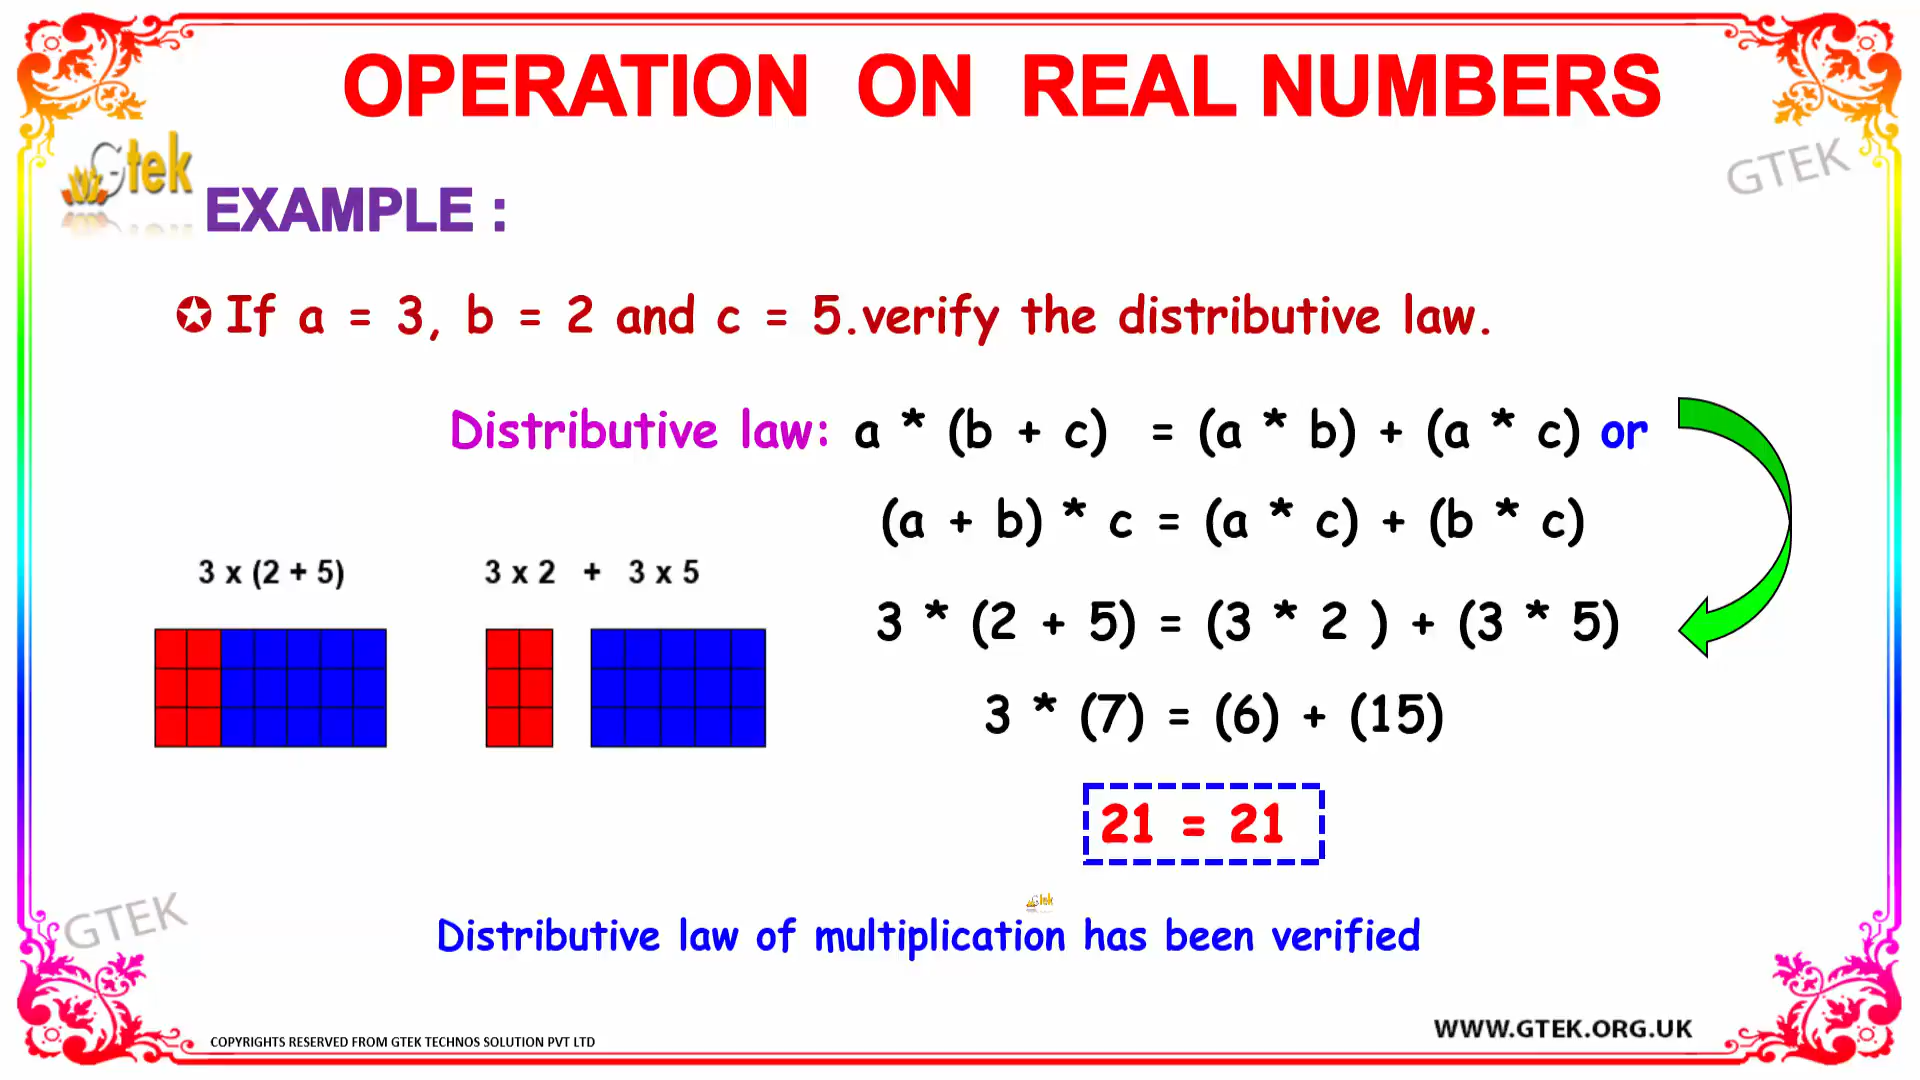 OPERATION ON REAL NUMBERS
Gtek
GTEK
EXAMPLE :
If a = 3, b = 2 and c = 5.verify the distributive law.
Distributive law: a * (b + c) = (a * b) + (a * c) or
(a + b) * c = (a * c) + (b * c)
3 x (2 + 5) 3 x 2 + 3 x 5
3 * (2 + 5) = (3 * 2 ) + (3 * 5)
3 * (7) = (6) + (15)
21 = 21
Gtek
GTEK
Distributive law of multiplication has been verified
WWW.GTEK.ORG.UK
COPYRIGHTS RESERVED FROM GTEK TECHNOS SOLUTION PVT LTD